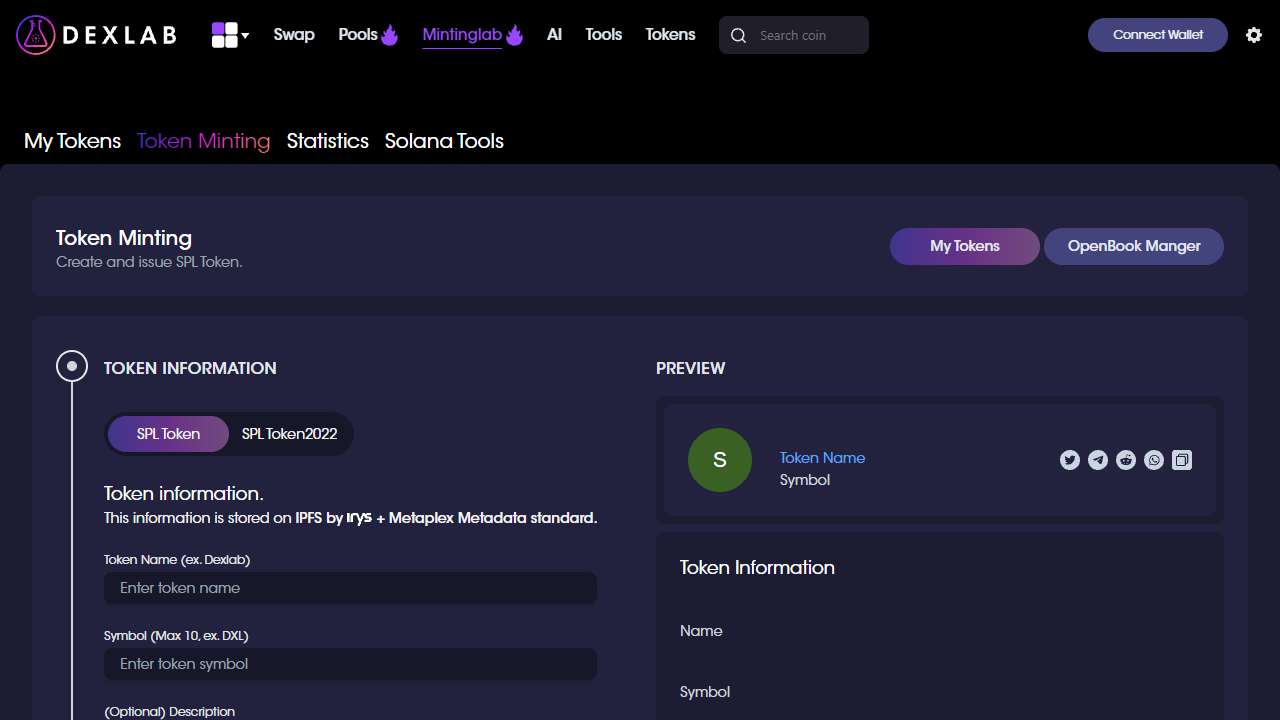 DEXLAB
Swap Pools Mintinglab AI Tools Tokens Search coin Connect Wallet
My Tokens Token Minting Statistics Solana Tools
Token Minting
Create and issue SPL Token.
My Tokens OpenBook Manger
TOKEN INFORMATION
SPL Token SPL Token2022
Token information.
This information is stored on IPFS by irys + Metaplex Metadata standard.
Token Name (ex. Dexlab)
Enter token name
Symbol (Max 10, ex. DXL)
Enter token symbol
(Optional) Description
PREVIEW
S
Token Name
Symbol
Token Information
Name
Symbol